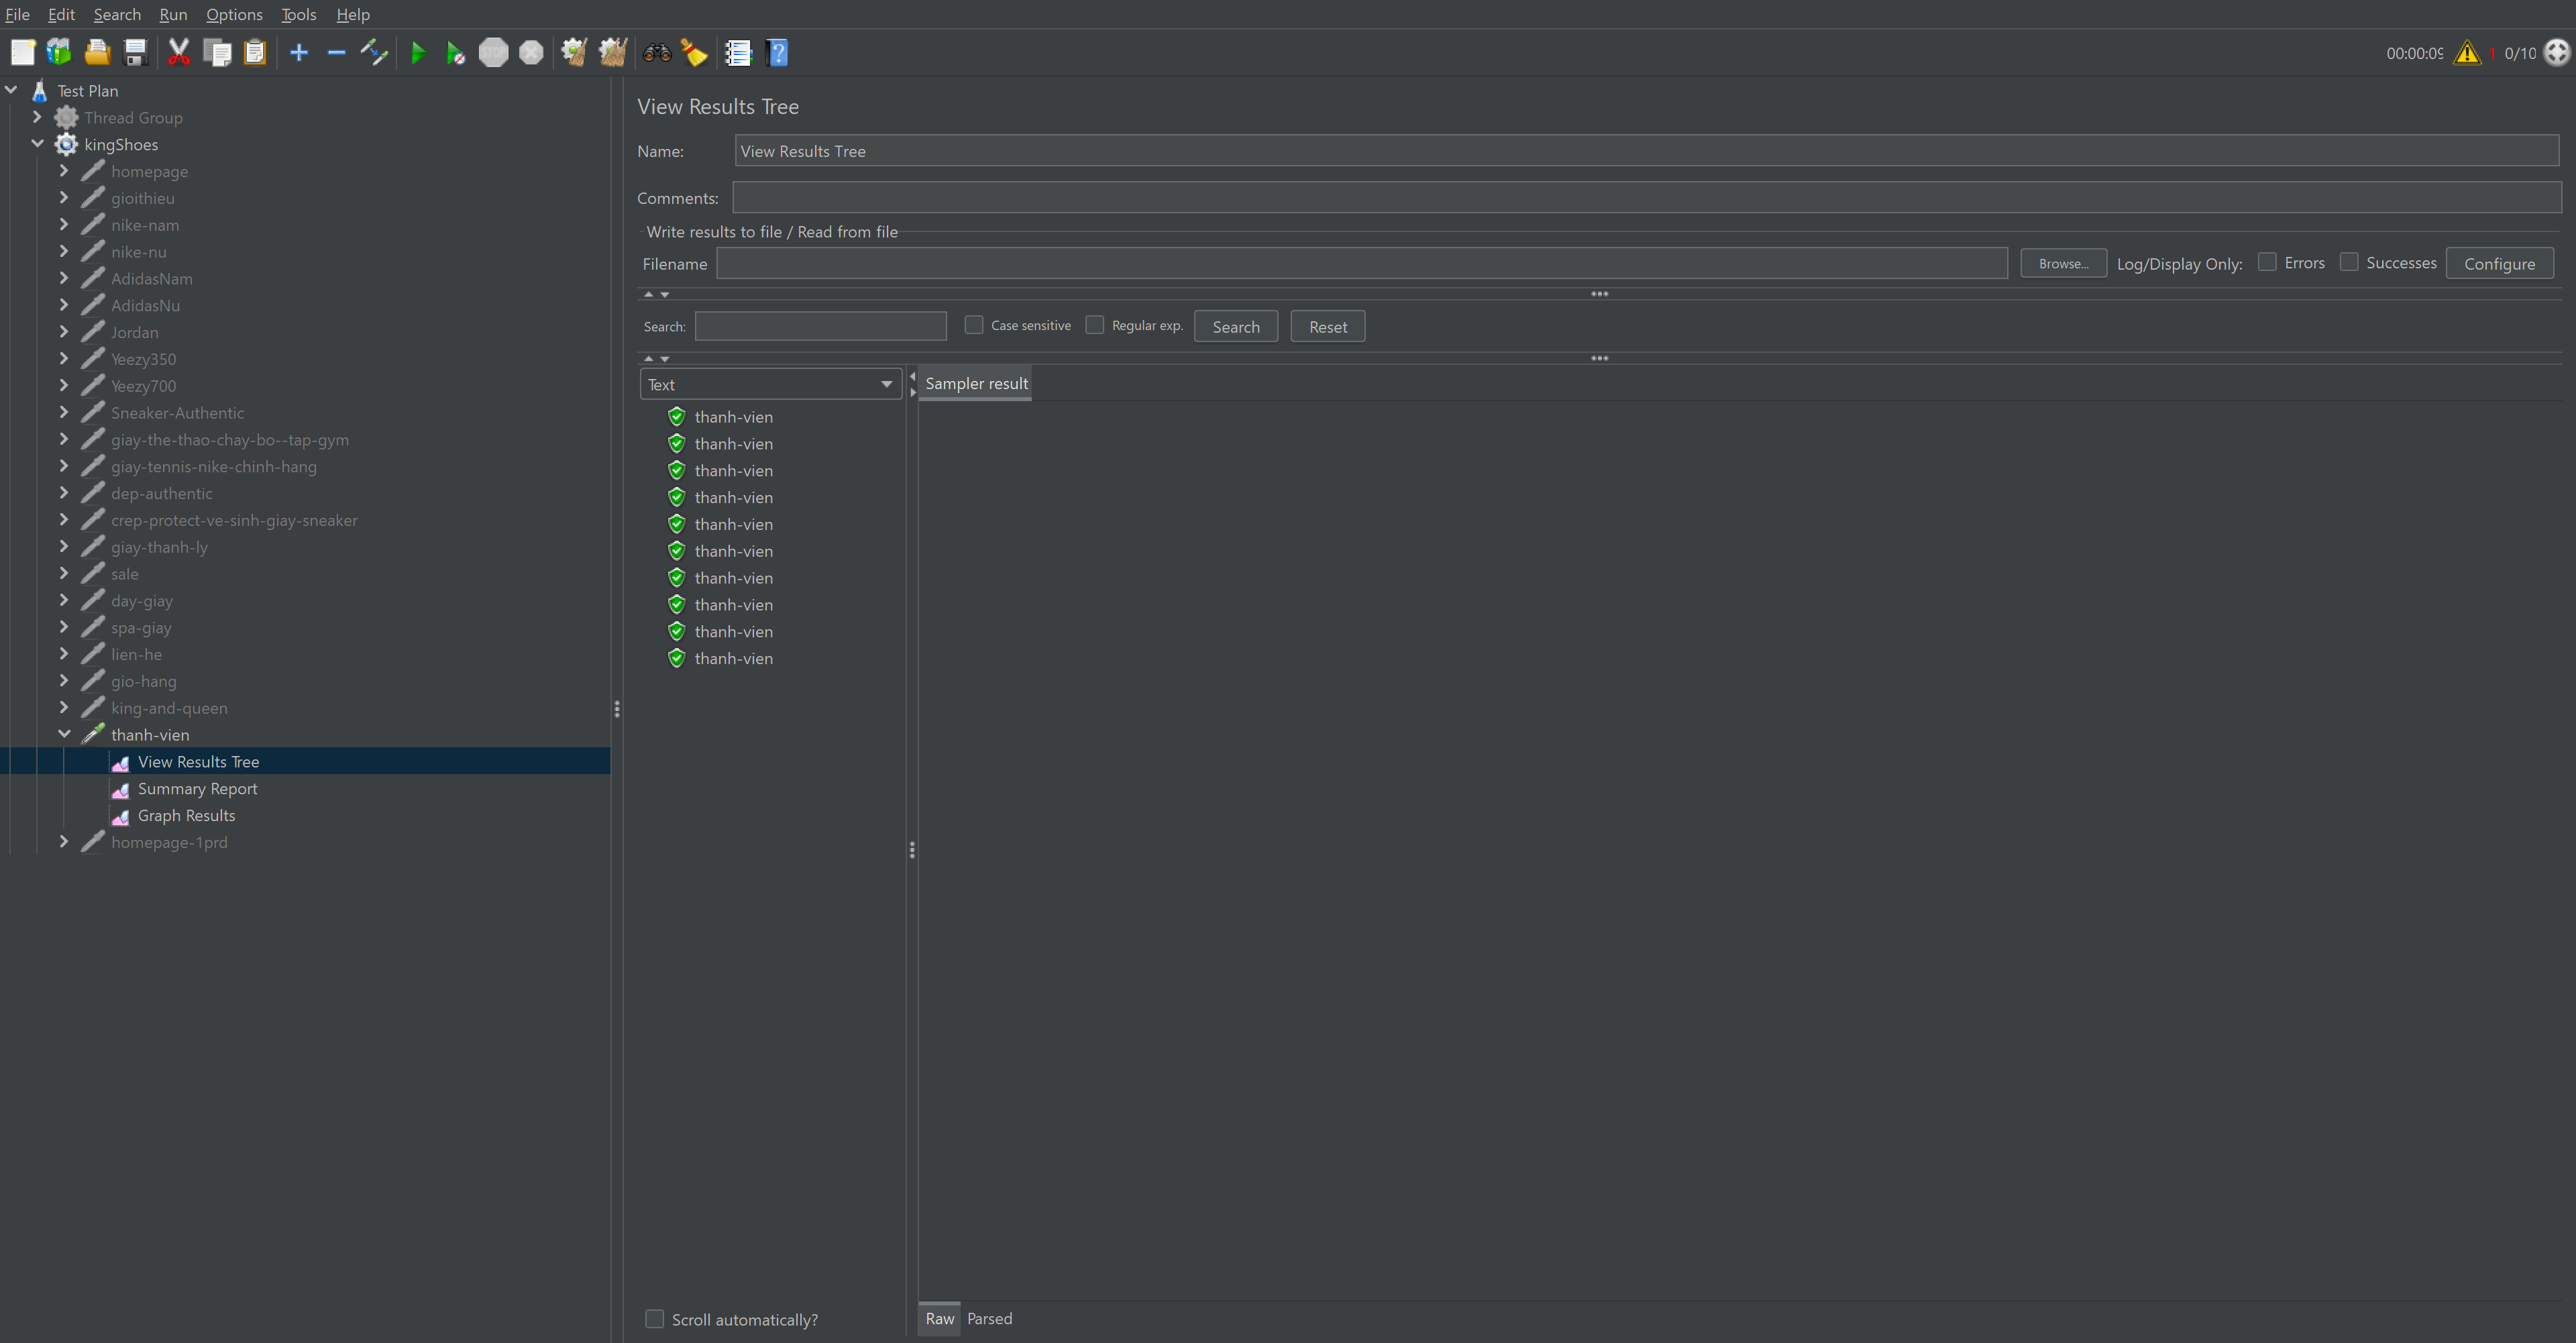 File Edit Search Run Options Tools Help
STOP
00:00:09 1 0/10
Test Plan
Thread Group
kingShoes
homepage
gioithieu
nike-nam
nike-nu
AdidasNam
AdidasNu
Jordan
Yeezy350
Yeezy700
Sneaker-Authentic
giay-the-thao-chay-bo--tap-gym
giay-tennis-nike-chinh-hang
dep-authentic
crep-protect-ve-sinh-giay-sneaker
giay-thanh-ly
sale
day-giay
spa-giay
lien-he
gio-hang
king-and-queen
thanh-vien
View Results Tree
Summary Report
Graph Results
homepage-1prd
View Results Tree
Name: View Results Tree
Comments:
Write results to file / Read from file
Filename Browse... Log/Display Only: Errors Successes Configure
Search: Case sensitive Regular exp. Search Reset
Text
Sampler result
thanh-vien
thanh-vien
thanh-vien
thanh-vien
thanh-vien
thanh-vien
thanh-vien
thanh-vien
thanh-vien
thanh-vien
Scroll automatically?
Raw Parsed